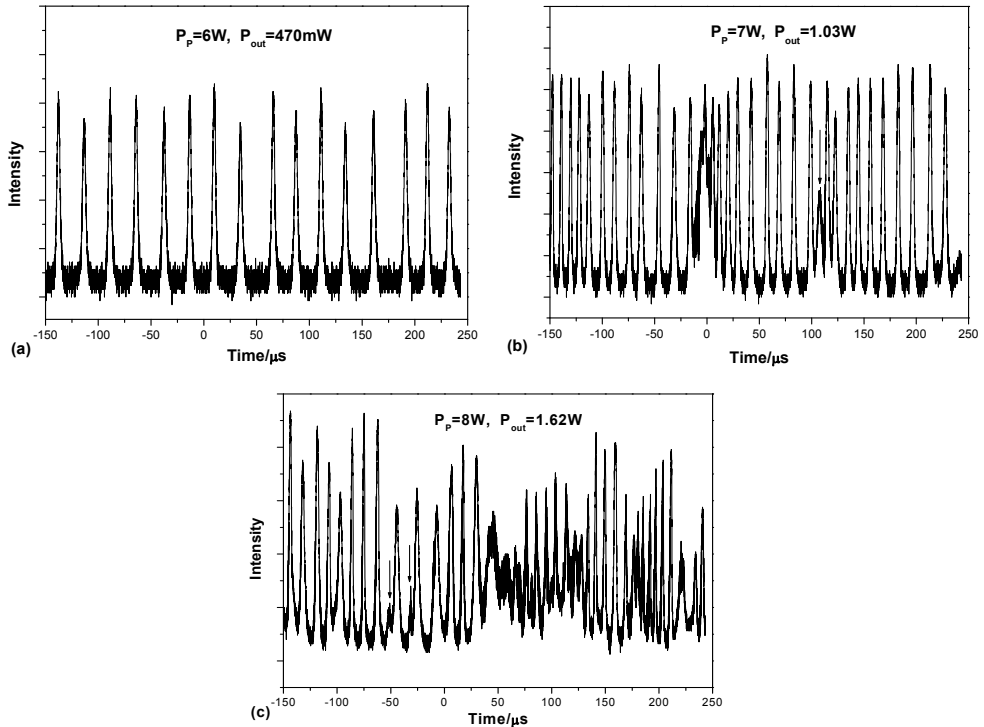 P_P=6W, P_out=470mW
Intensity
-150 -100 -50 0 50 100 150 200 250
Time/μs
(a)
P_P=7W, P_out=1.03W
Intensity
-150 -100 -50 0 50 100 150 200 250
Time/μs
(b)
P_P=8W, P_out=1.62W
Intensity
-150 -100 -50 0 50 100 150 200 250
Time/μs
(c)